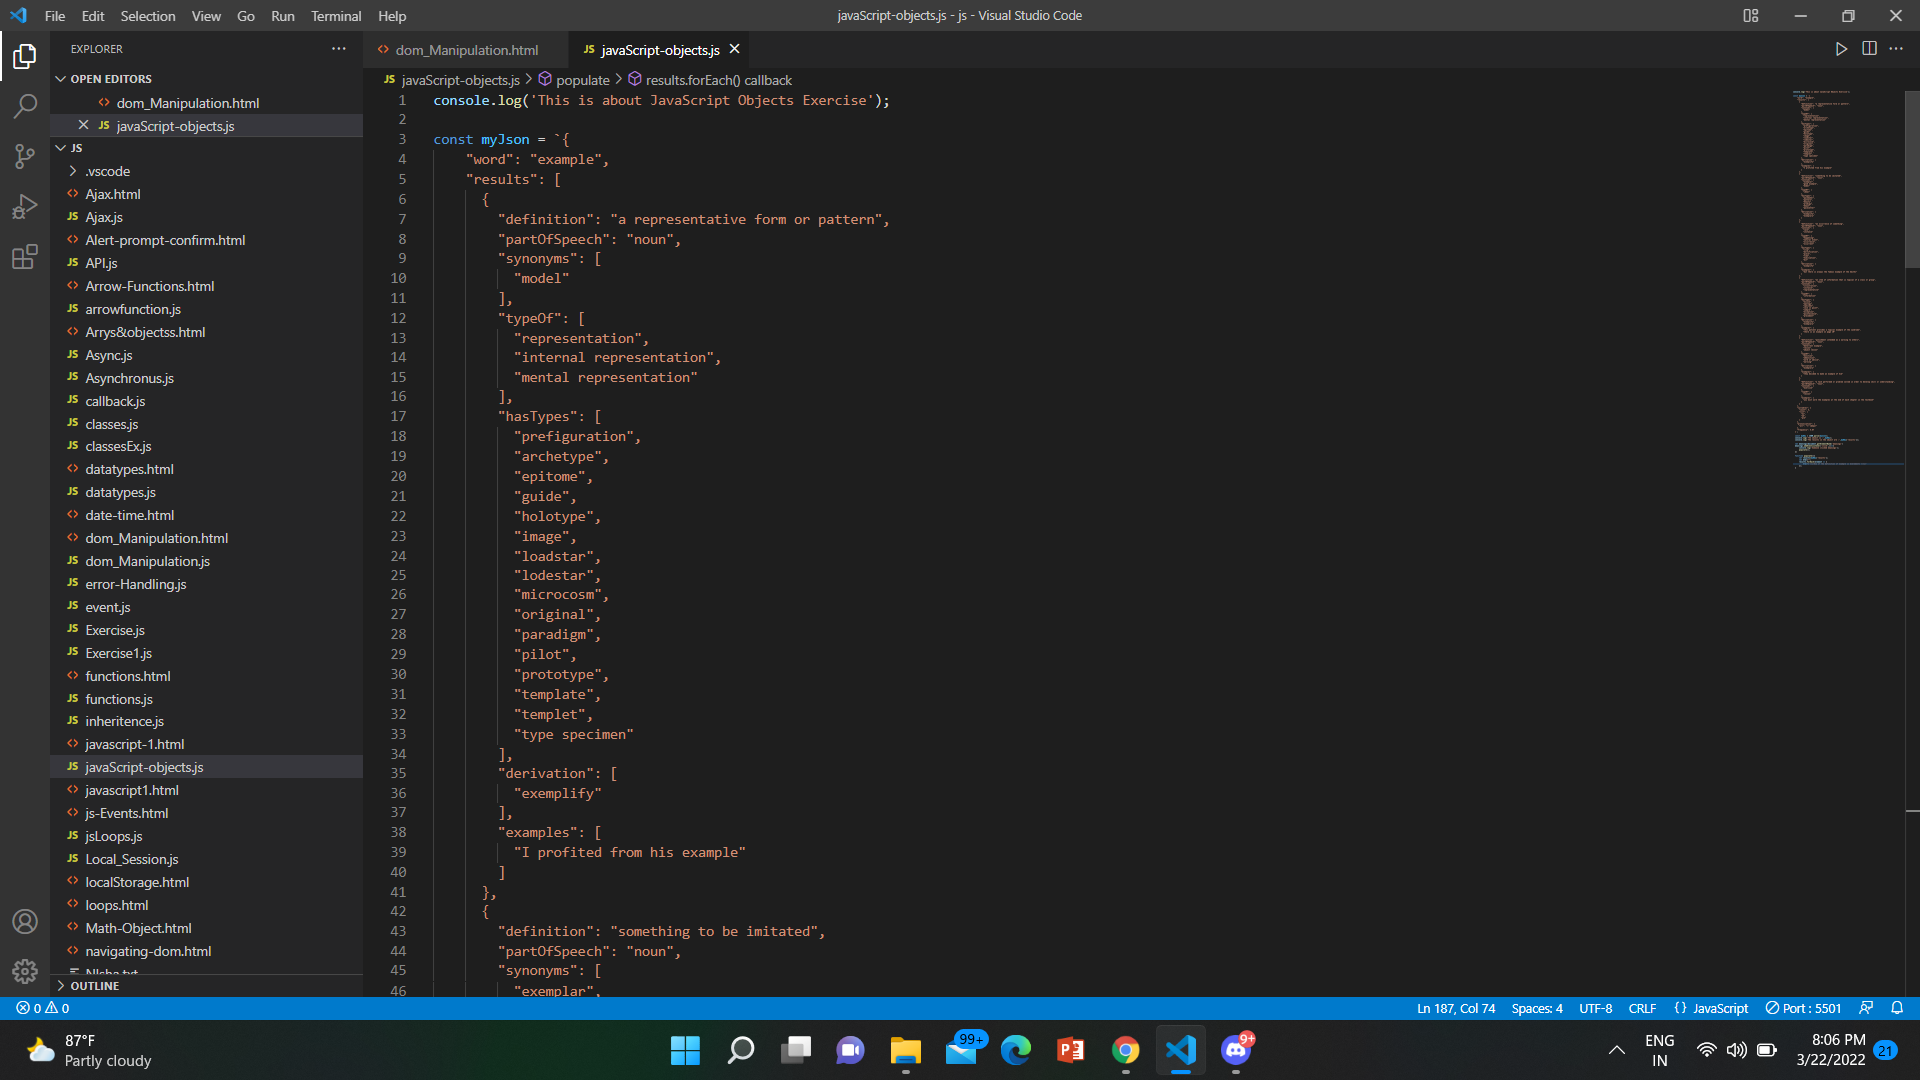 File Edit Selection View Go Run Terminal Help
javaScript-objects.js - js - Visual Studio Code
EXPLORER
OPEN EDITORS
dom_Manipulation.html
javaScript-objects.js
JS
.vscode
Ajax.html
Ajax.js
Alert-prompt-confirm.html
API.js
Arrow-Functions.html
arrowfunction.js
Arrys&objectss.html
Async.js
Asynchronus.js
callback.js
classes.js
classesEx.js
datatypes.html
datatypes.js
date-time.html
dom_Manipulation.html
dom_Manipulation.js
error-Handling.js
event.js
Exercise.js
Exercise1.js
functions.html
functions.js
inheritence.js
javascript-1.html
javaScript-objects.js
javascript1.html
js-Events.html
jsLoops.js
Local_Session.js
localStorage.html
loops.html
Math-Object.html
navigating-dom.html
OUTLINE
dom_Manipulation.html
JS javaScript-objects.js
JS javaScript-objects.js > populate > results.forEach() callback
1 console.log('This is about JavaScript Objects Exercise');
2
3 const myJson = `{
4 "word": "example",
5 "results": [
6 {
7 "definition": "a representative form or pattern",
8 "partOfSpeech": "noun",
9 "synonyms": [
10 "model"
11 ],
12 "typeOf": [
13 "representation",
14 "internal representation",
15 "mental representation"
16 ],
17 "hasTypes": [
18 "prefiguration",
19 "archetype",
20 "epitome",
21 "guide",
22 "holotype",
23 "image",
24 "loadstar",
25 "lodestar",
26 "microcosm",
27 "original",
28 "paradigm",
29 "pilot",
30 "prototype",
31 "template",
32 "templet",
33 "type specimen"
34 ],
35 "derivation": [
36 "exemplify"
37 ],
38 "examples": [
39 "I profited from his example"
40 ]
41 },
42 {
43 "definition": "something to be imitated",
44 "partOfSpeech": "noun",
45 "synonyms": [
46 "exemplar",
0 0
Ln 187, Col 74 Spaces: 4 UTF-8 CRLF {} JavaScript Port : 5501
87°F
Partly cloudy
99+
9+
ENG
IN
8:06 PM
3/22/2022
21